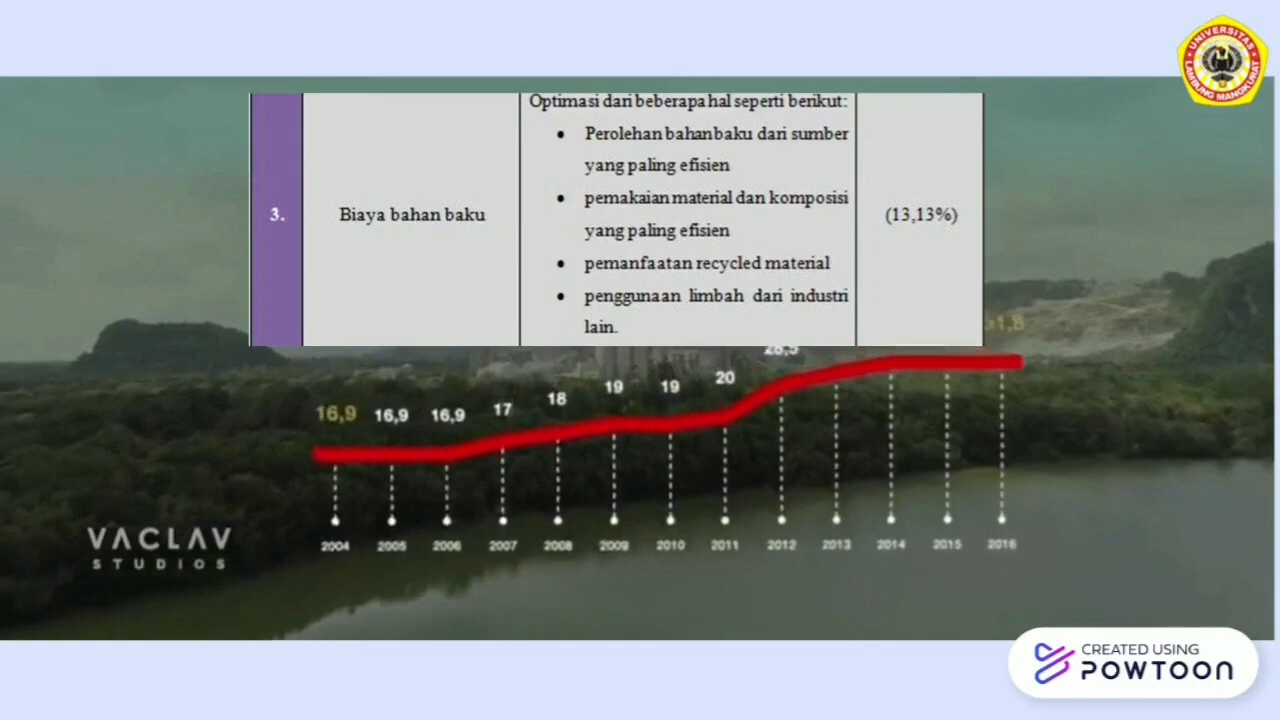 UNIVERSITAS
LAMBUNG MANGKURAT
Optimasi dari beberapa hal seperti berikut:
• Perolehan bahan baku dari sumber
yang paling efisien
• pemakaian material dan komposisi
yang paling efisien
• pemanfaatan recycled material
• penggunaan limbah dari industri
lain.
3.
Biaya bahan baku
(13,13%)
16,9
16,9
16,9
17
18
19
19
20
2004
2005
2006
2007
2008
2009
2010
2011
2012
2013
2014
2015
2016
VACLAV
STUDIOS
CREATED USING
POWTOON